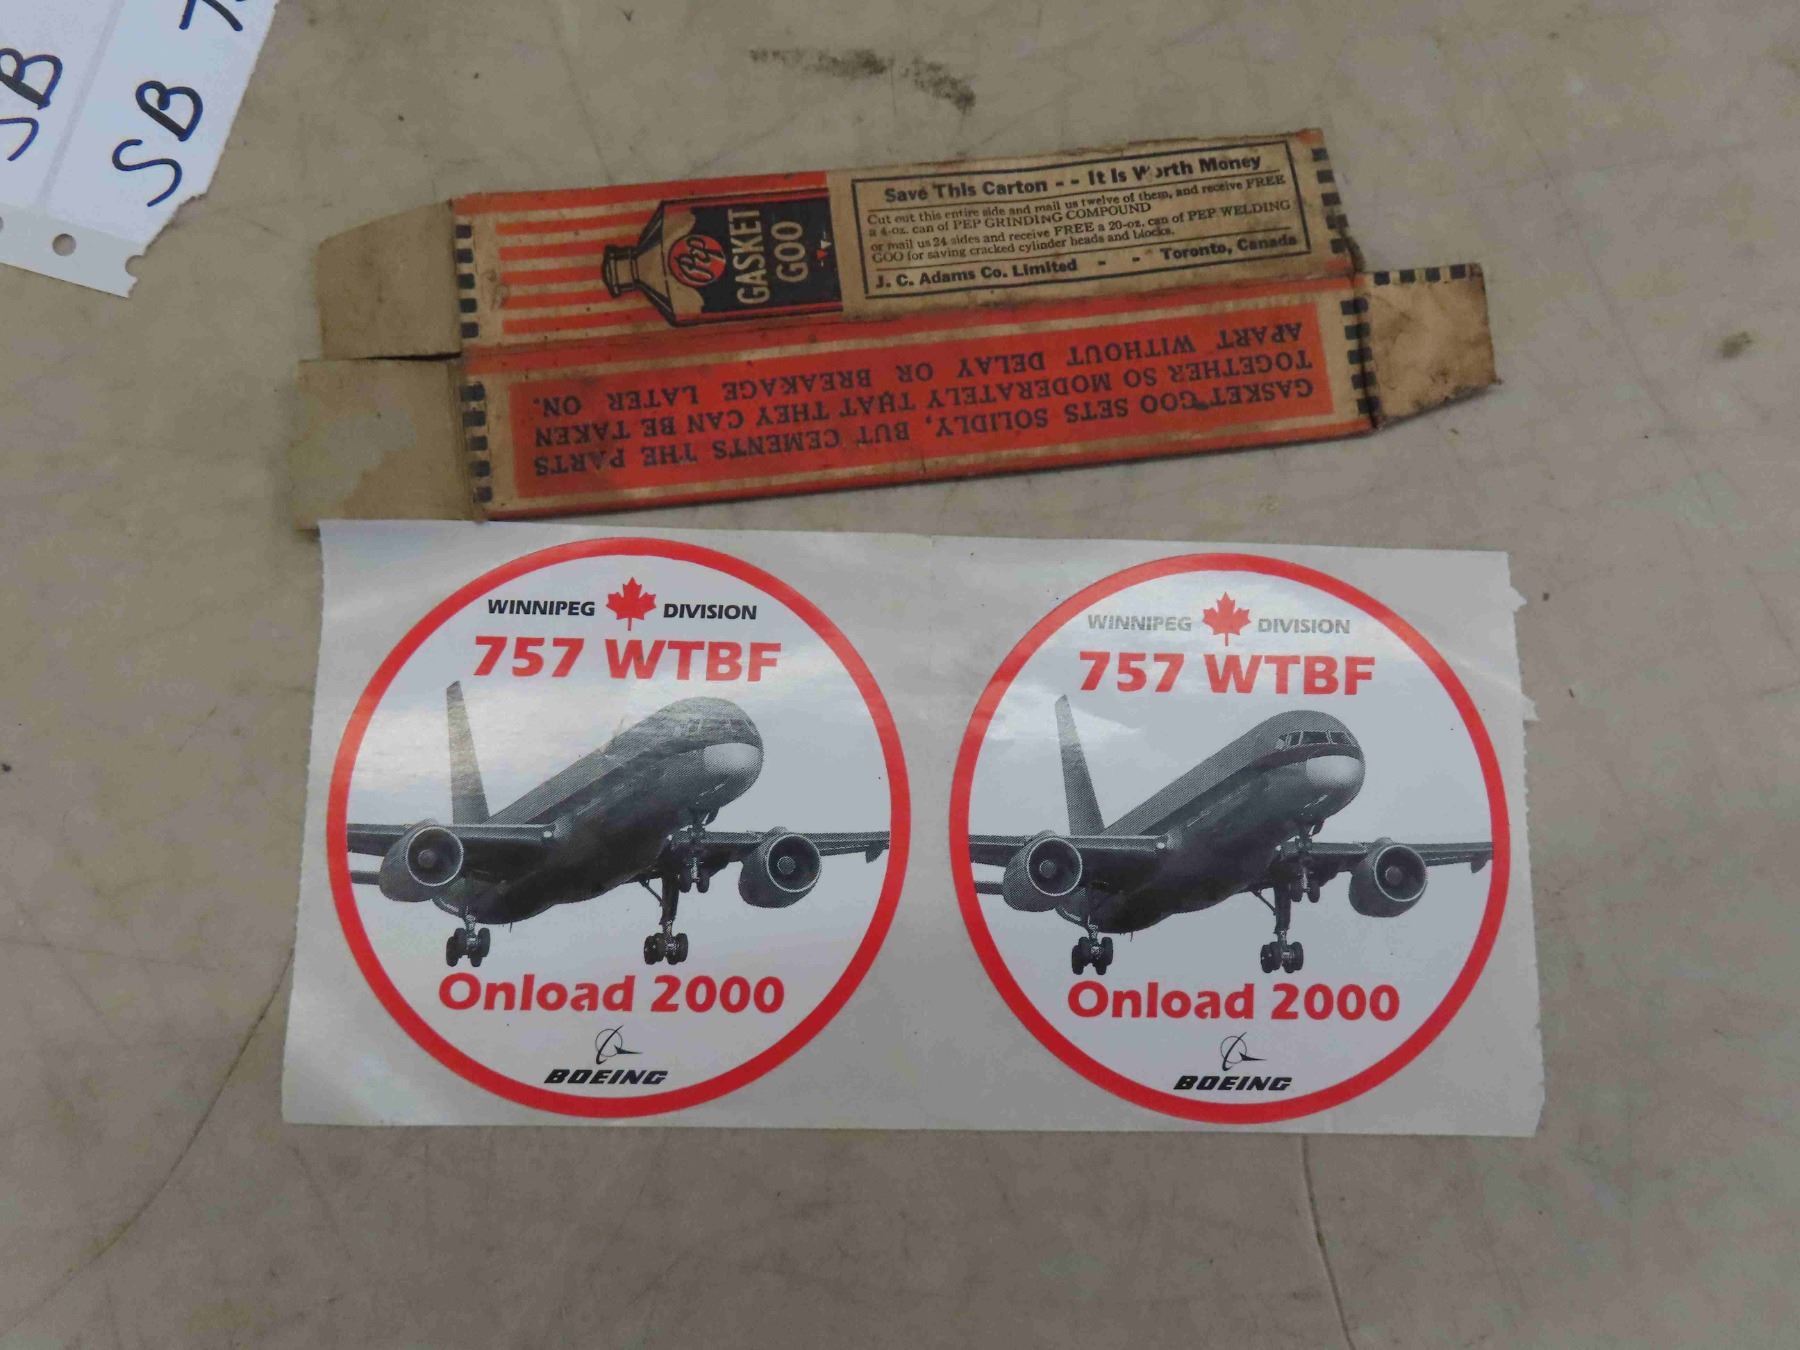 SB
SB
Save This Carton - - It Is Worth Money
Cut out this entire side and mail us twelve of them, and receive FREE
a 4-oz. can of PEP GRINDING COMPOUND
or mail us 24 sides and receive FREE a 20-oz. can of PEP WELDING
GOO for saving cracked cylinder heads and blocks.
J. C. Adams Co. Limited - - Toronto, Canada
Pep
GASKET
GOO
GASKET GOO SETS SOLIDLY, BUT CEMENTS THE PARTS
TOGETHER SO MODERATELY THAT THEY CAN BE TAKEN
APART WITHOUT DELAY OR BREAKAGE LATER ON.
WINNIPEG DIVISION
757 WTBF
Onload 2000
BOEING
WINNIPEG DIVISION
757 WTBF
Onload 2000
BOEING